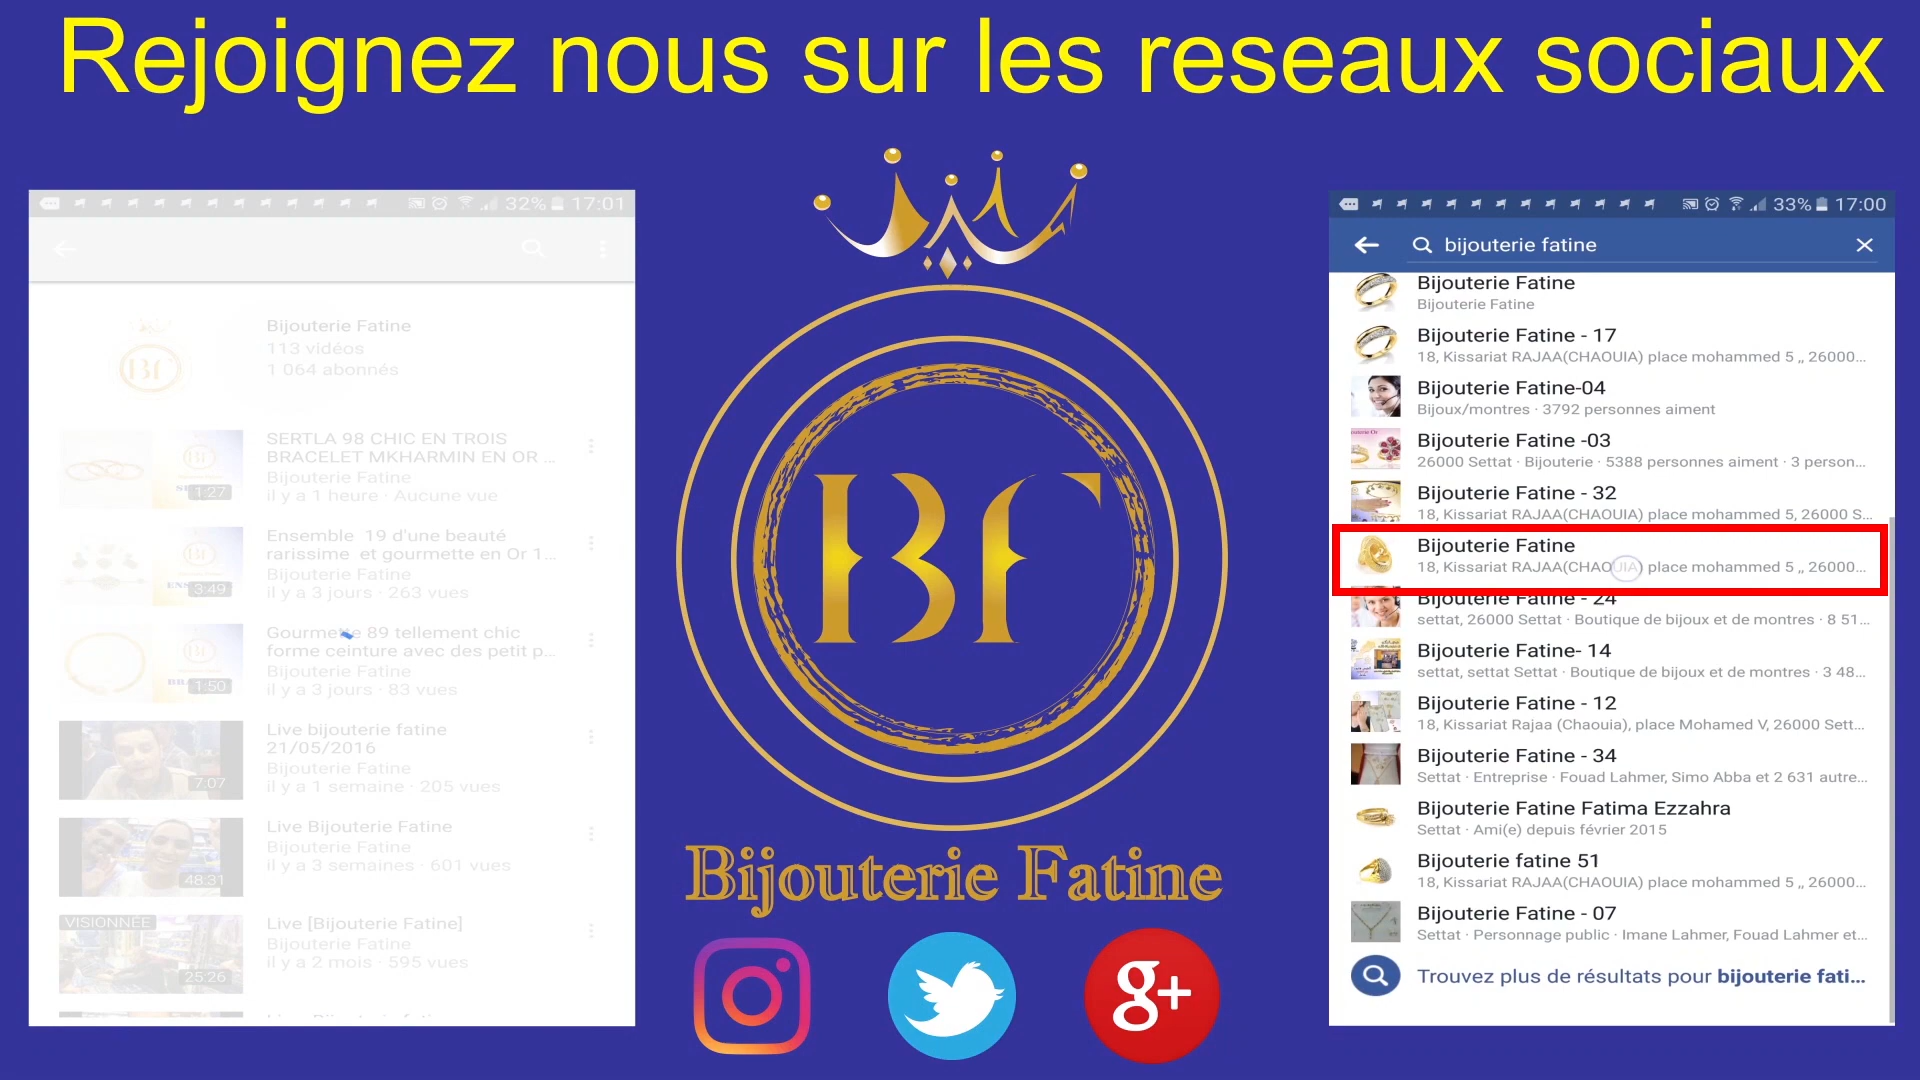 Rejoignez nous sur les reseaux sociaux
32% 17:01
Bijouterie Fatine
113 vidéos
1 064 abonnés
SERTLA 98 CHIC EN TROIS
BRACELET MKHARMIN EN OR ...
Bijouterie Fatine
il y a 1 heure · Aucune vue
1:27
Ensemble 19 d'une beauté
rarissime et gourmette en Or 1...
Bijouterie Fatine
il y a 3 jours · 263 vues
3:49
Gourmette 89 tellement chic
forme ceinture avec des petit p...
Bijouterie Fatine
il y a 3 jours · 83 vues
1:50
Live bijouterie fatine
21/05/2016
Bijouterie Fatine
il y a 1 semaine · 205 vues
7:07
Live Bijouterie Fatine
Bijouterie Fatine
il y a 3 semaines · 601 vues
48:31
VISIONNÉE
Live [Bijouterie Fatine]
Bijouterie Fatine
il y a 2 mois · 595 vues
25:26
BF
Bijouterie Fatine
g+
33% 17:00
bijouterie fatine
Bijouterie Fatine
Bijouterie Fatine
Bijouterie Fatine - 17
18, Kissariat RAJAA(CHAOUIA) place mohammed 5 ,, 26000...
Bijouterie Fatine-04
Bijoux/montres · 3792 personnes aiment
Bijouterie Fatine -03
26000 Settat · Bijouterie · 5388 personnes aiment · 3 person...
Bijouterie Fatine - 32
18, Kissariat RAJAA(CHAOUIA) place mohammed 5, 26000 S...
Bijouterie Fatine
18, Kissariat RAJAA(CHAOUIA) place mohammed 5 ,, 26000...
Bijouterie Fatine - 24
settat, 26000 Settat · Boutique de bijoux et de montres · 8 51...
Bijouterie Fatine- 14
settat, settat Settat · Boutique de bijoux et de montres · 3 48...
Bijouterie Fatine - 12
18, Kissariat Rajaa (Chaouia), place Mohamed V, 26000 Sett...
Bijouterie Fatine - 34
Settat · Entreprise · Fouad Lahmer, Simo Abba et 2 631 autre...
Bijouterie Fatine Fatima Ezzahra
Settat · Ami(e) depuis février 2015
Bijouterie fatine 51
18, Kissariat RAJAA(CHAOUIA) place mohammed 5 ,, 26000...
Bijouterie Fatine - 07
Settat · Personnage public · Imane Lahmer, Fouad Lahmer et...
Trouvez plus de résultats pour bijouterie fati...